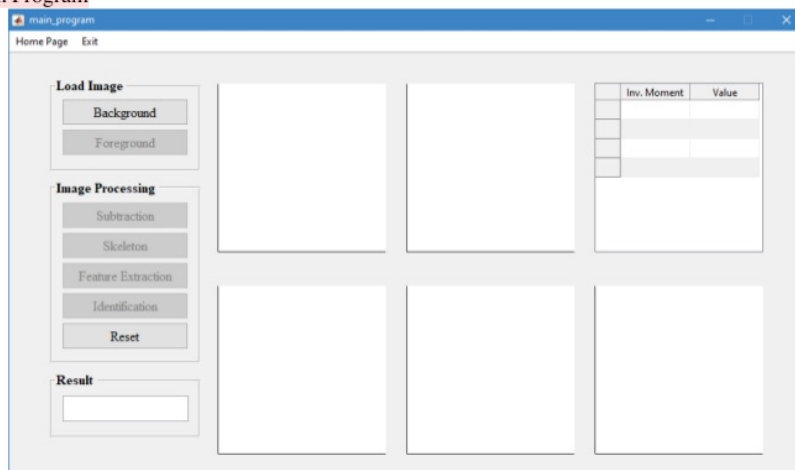 Program
main_program
Home Page Exit
Load Image
Background
Foreground
Image Processing
Subtraction
Skeleton
Feature Extraction
Identification
Reset
Result
Inv. Moment Value